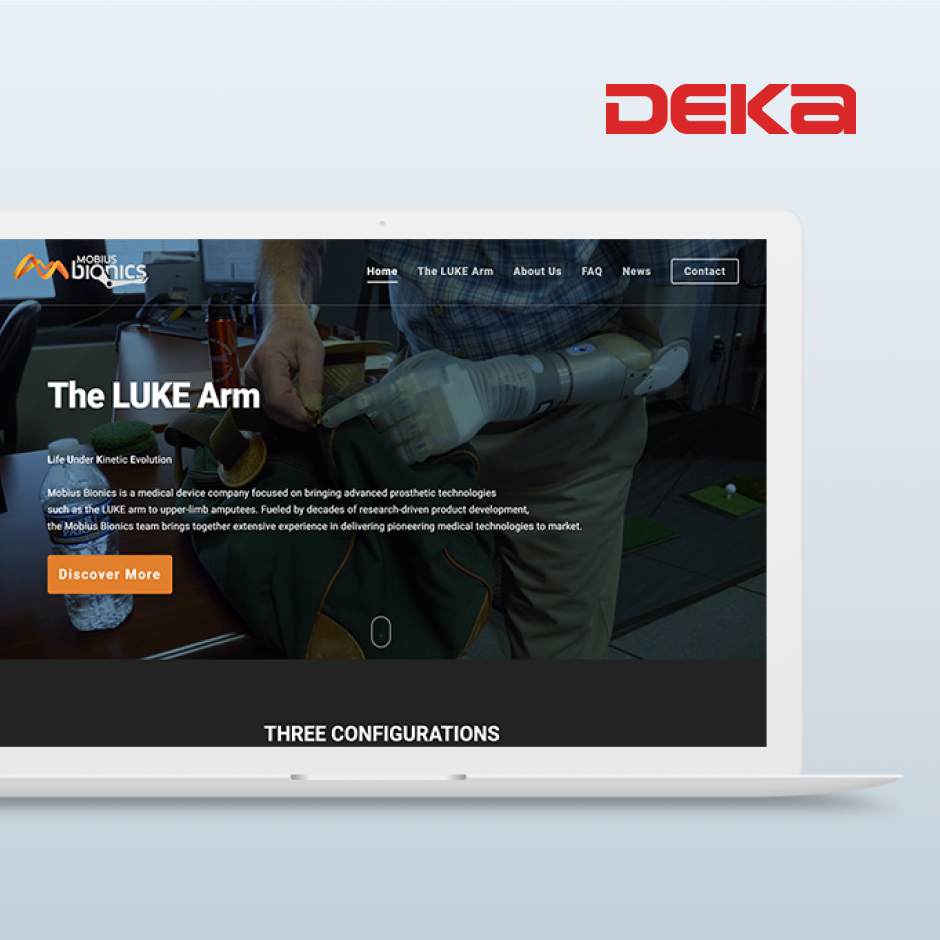 DEKA
MOBIUS
bionics
Home The LUKE Arm About Us FAQ News Contact
The LUKE Arm
Life Under Kinetic Evolution
Mobius Bionics is a medical device company focused on bringing advanced prosthetic technologies
such as the LUKE arm to upper-limb amputees. Fueled by decades of research-driven product development,
the Mobius Bionics team brings together extensive experience in delivering pioneering medical technologies to market.
Discover More
THREE CONFIGURATIONS